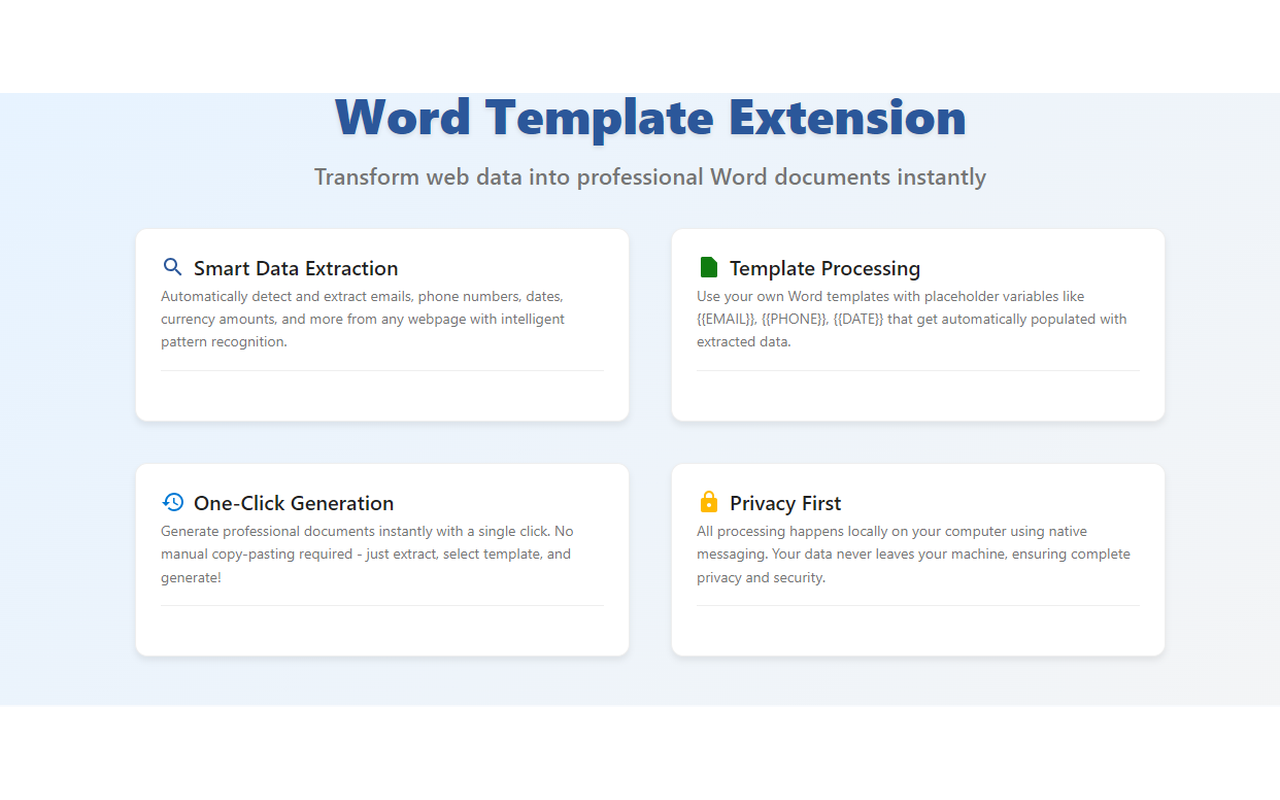 Word Template Extension
Transform web data into professional Word documents instantly
Smart Data Extraction
Automatically detect and extract emails, phone numbers, dates,
currency amounts, and more from any webpage with intelligent
pattern recognition.
Template Processing
Use your own Word templates with placeholder variables like
{{EMAIL}}, {{PHONE}}, {{DATE}} that get automatically populated with
extracted data.
One-Click Generation
Generate professional documents instantly with a single click. No
manual copy-pasting required - just extract, select template, and
generate!
Privacy First
All processing happens locally on your computer using native
messaging. Your data never leaves your machine, ensuring complete
privacy and security.